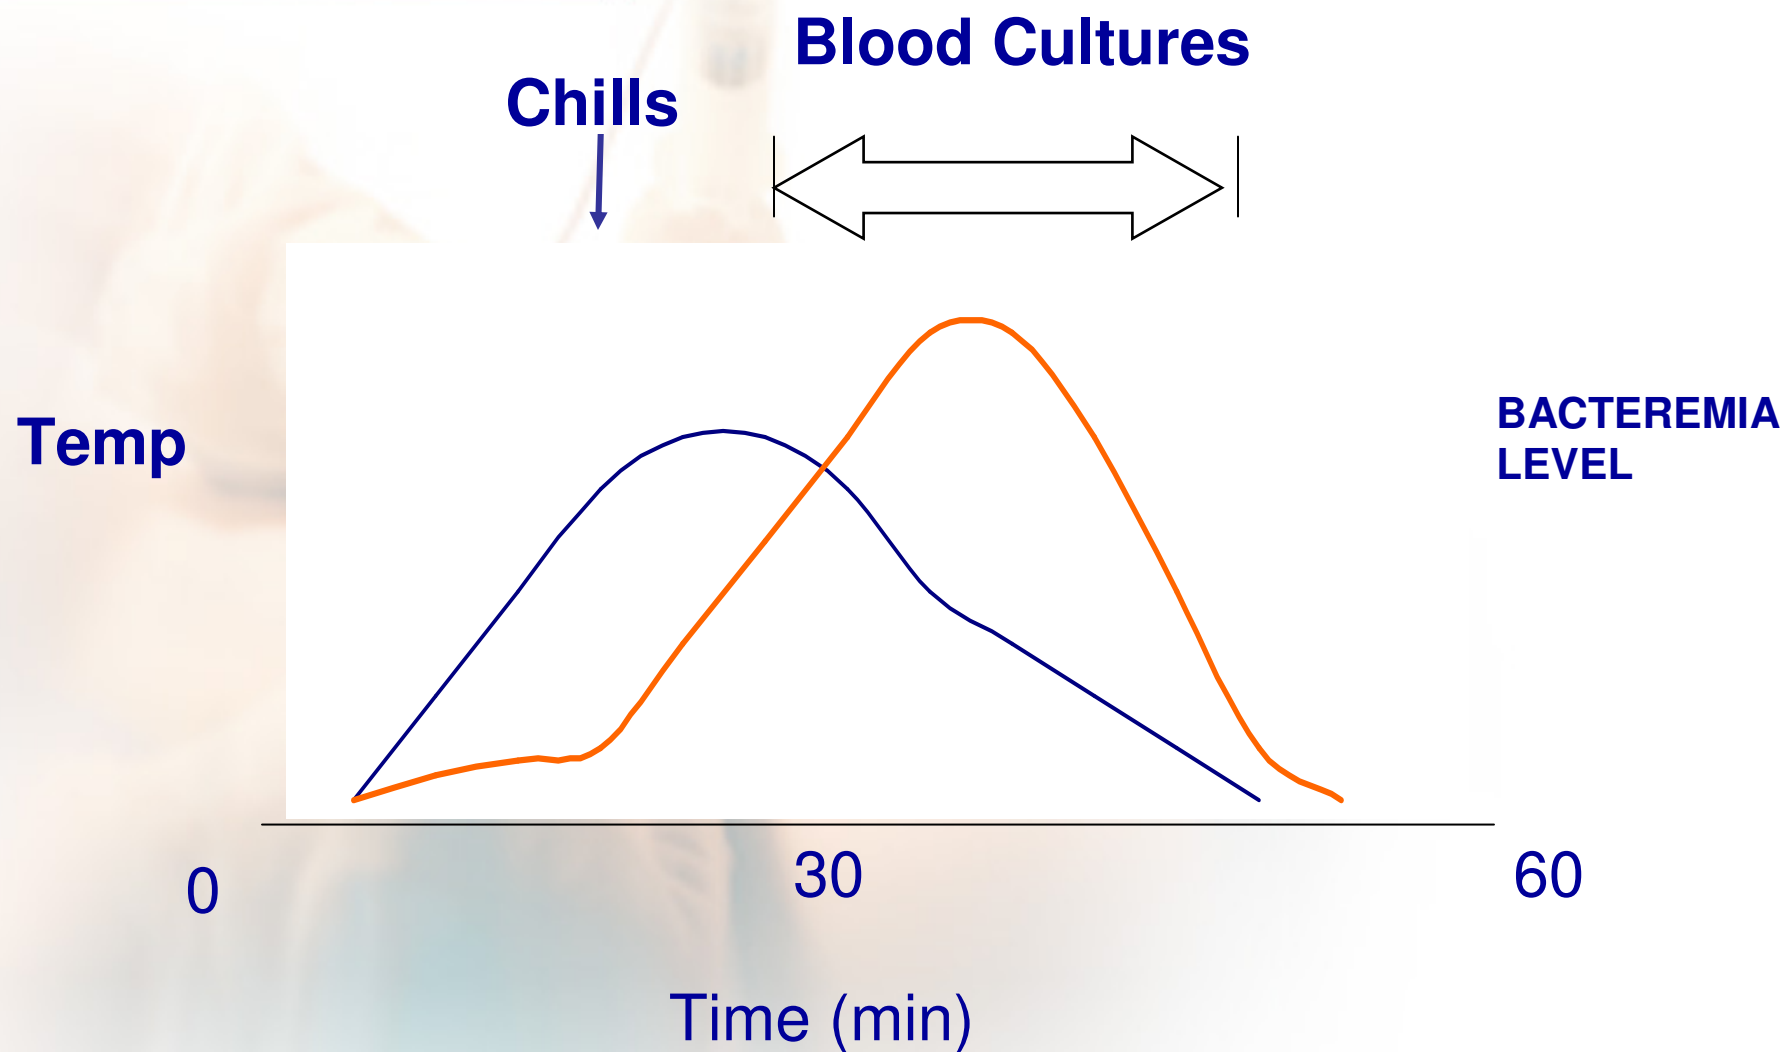 Blood Cultures
Chills
Temp
BACTEREMIA
LEVEL
0
30
60
Time (min)